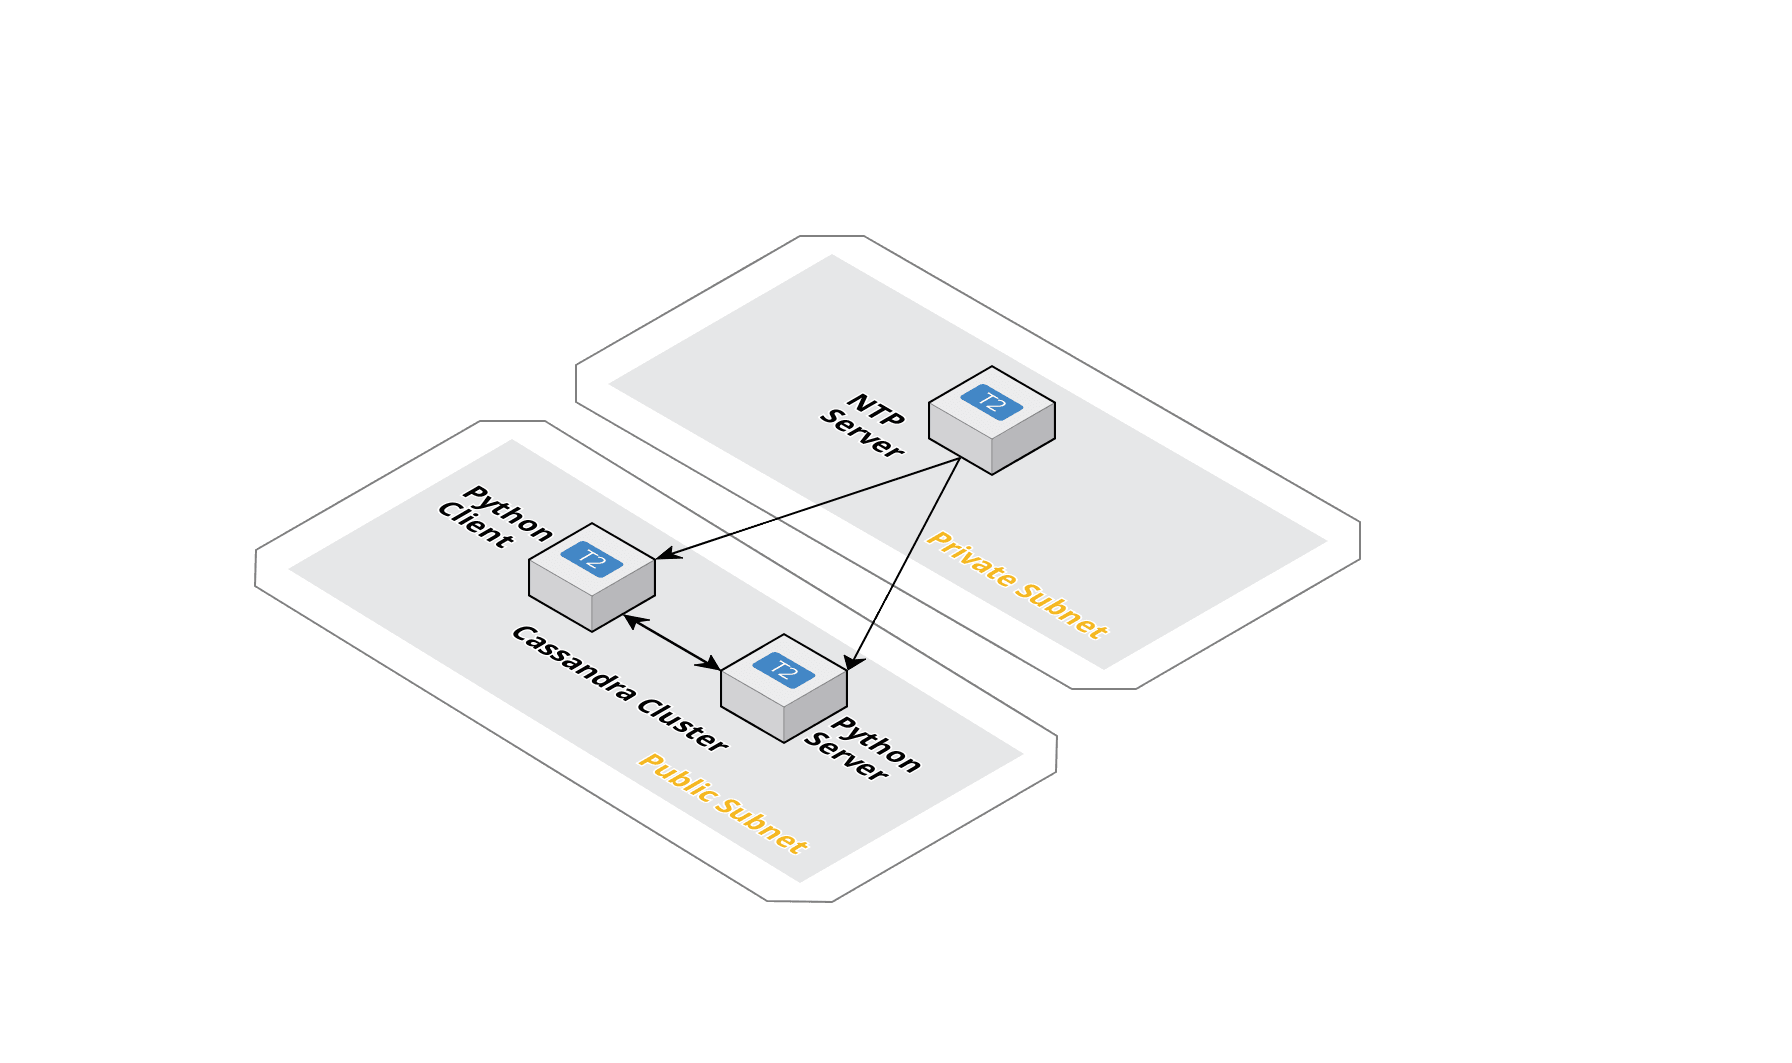 T2
NTP
Server
Python
Client
T2
Private Subnet
Cassandra Cluster
T2
Python
Server
Public Subnet